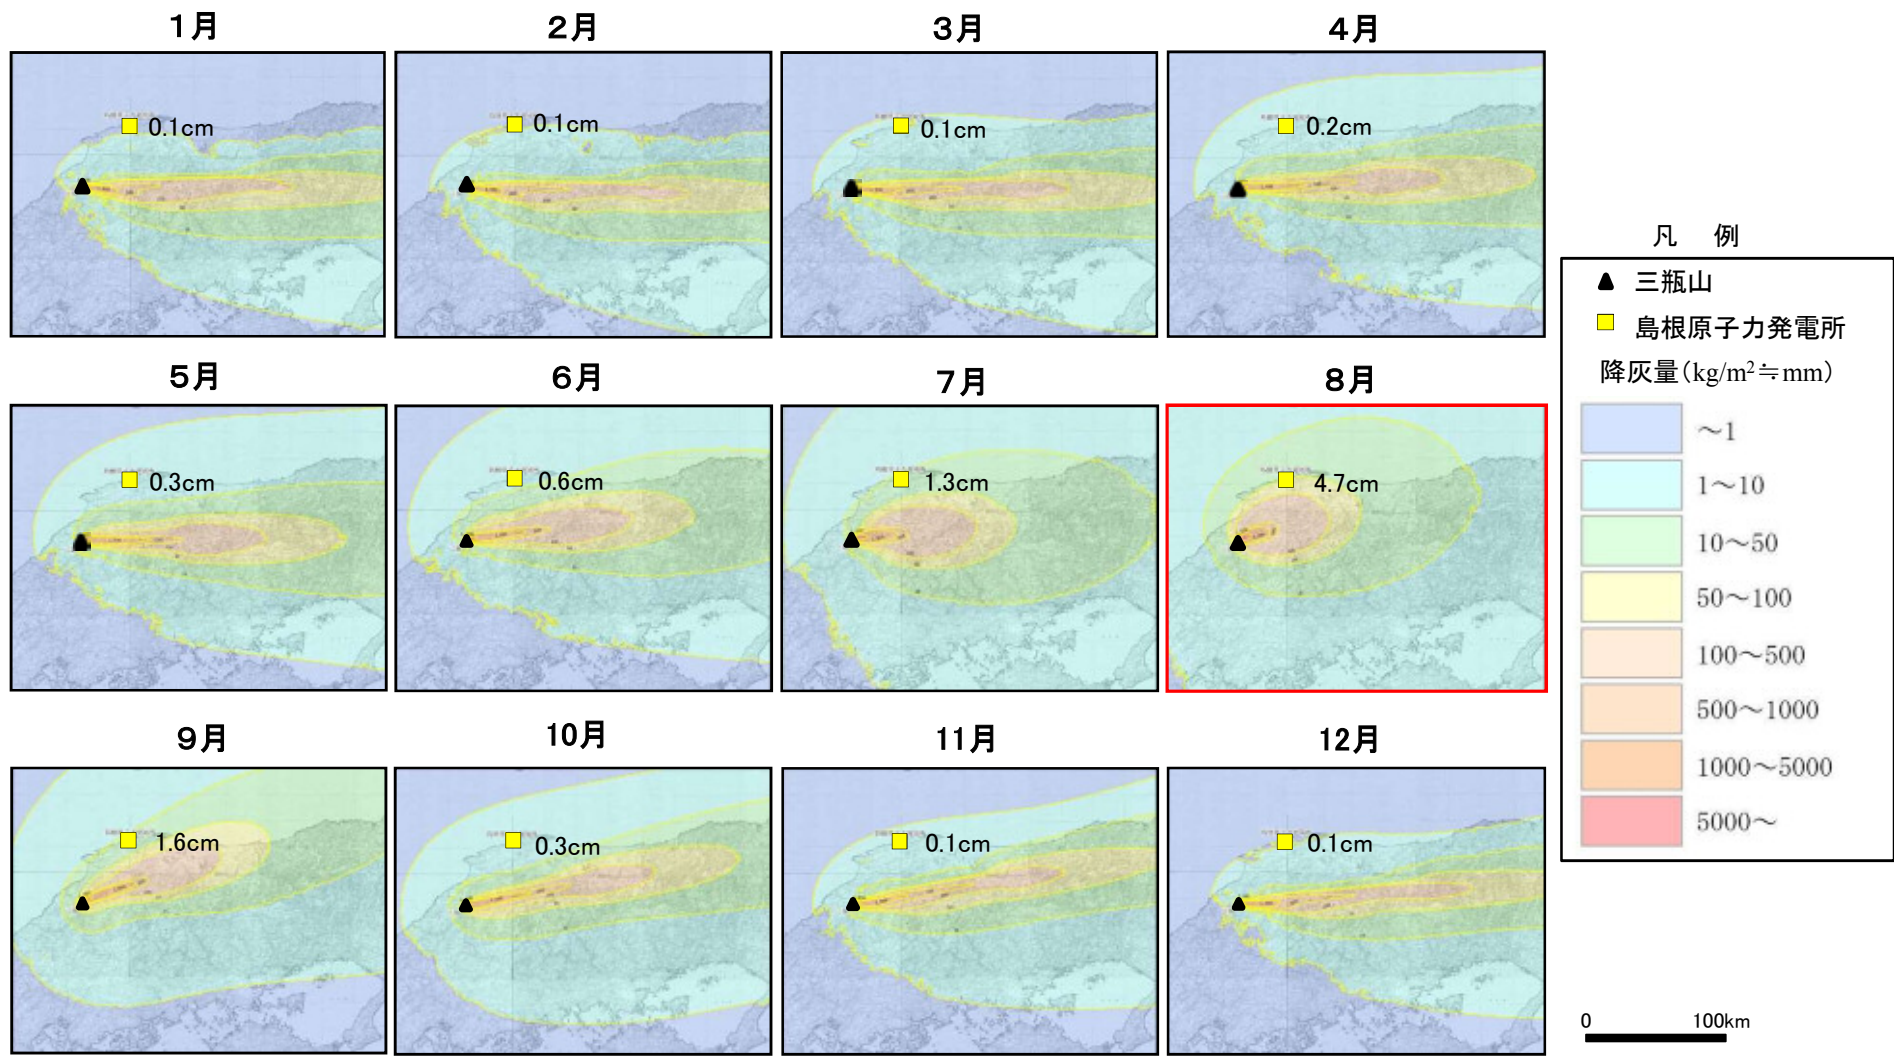 1月
2月
3月
4月
0.1cm
0.1cm
0.1cm
0.2cm
5月
6月
7月
8月
0.3cm
0.6cm
1.3cm
4.7cm
9月
10月
11月
12月
1.6cm
0.3cm
0.1cm
0.1cm
凡 例
三瓶山
島根原子力発電所
降灰量(kg/m²≒mm)
～1
1～10
10～50
50～100
100～500
500～1000
1000～5000
5000～
0 100km